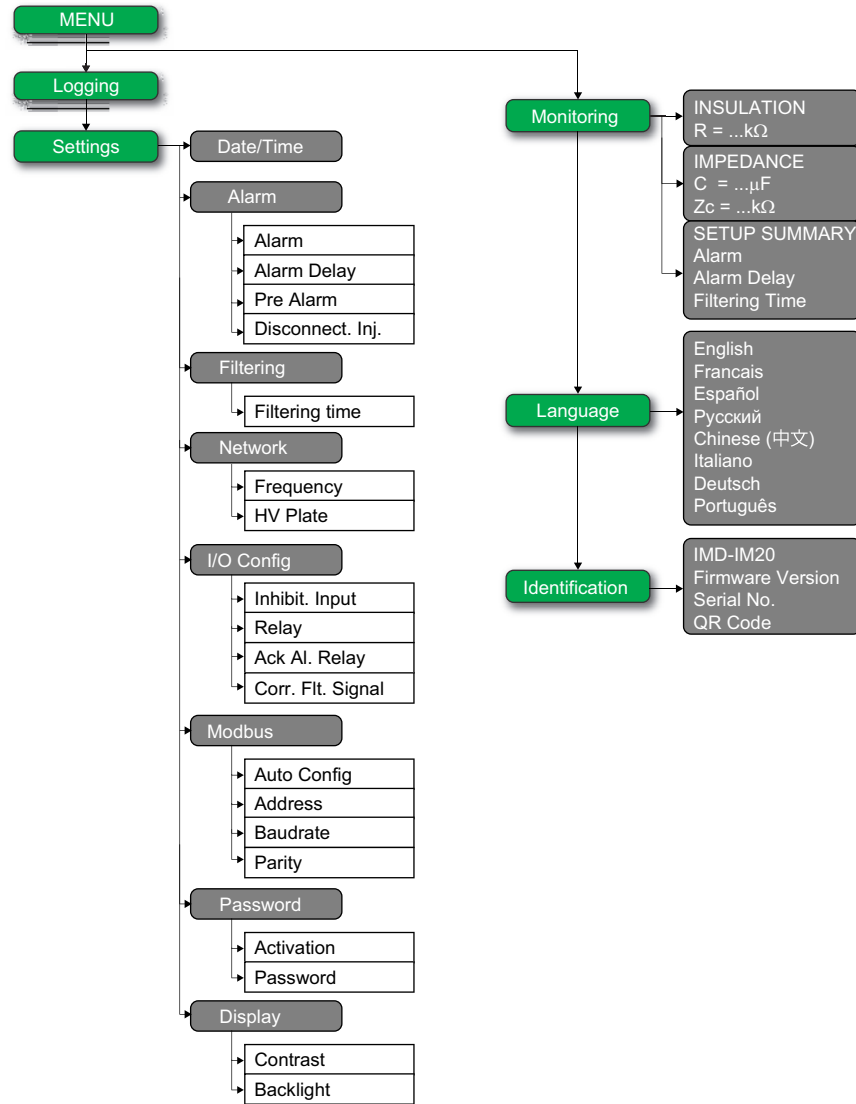 MENU
Logging
Settings
Date/Time
Alarm
Alarm
Alarm Delay
Pre Alarm
Disconnect. Inj.
Filtering
Filtering time
Network
Frequency
HV Plate
I/O Config
Inhibit. Input
Relay
Ack Al. Relay
Corr. Flt. Signal
Modbus
Auto Config
Address
Baudrate
Parity
Password
Activation
Password
Display
Contrast
Backlight
Monitoring
INSULATION
R = ...kΩ
IMPEDANCE
C = ...μF
Zc = ...kΩ
SETUP SUMMARY
Alarm
Alarm Delay
Filtering Time
Language
English
Francais
Español
Русский
Chinese (中文)
Italiano
Deutsch
Português
Identification
IMD-IM20
Firmware Version
Serial No.
QR Code